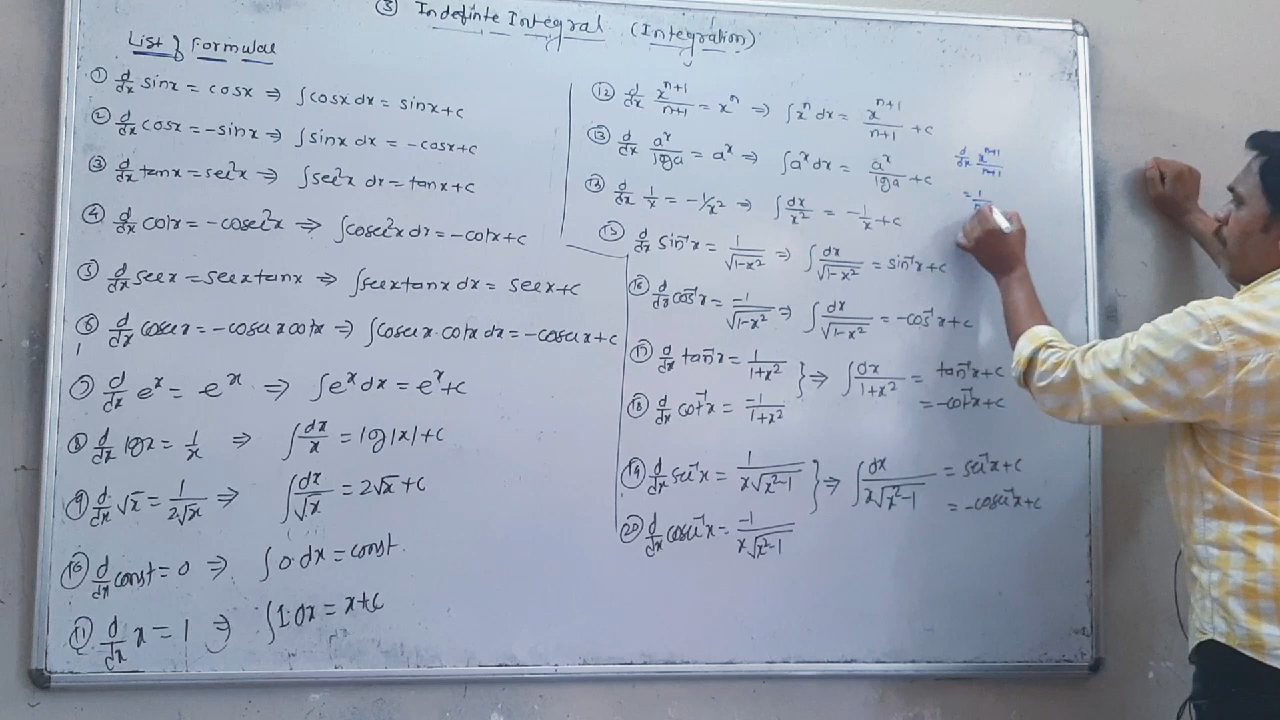 ③ Indefinte Integral (Integration)
List of Formulae
① d/dx sinx = cosx ⇒ ∫cosx dx = sinx+c
② d/dx cosx = -sinx ⇒ ∫sinx dx = -cosx+c
③ d/dx tanx = sec²x ⇒ ∫sec²x dx = tanx+c
④ d/dx cotx = -cosec²x ⇒ ∫cosec²x dx = -cotx+c
⑤ d/dx secx = secx tanx ⇒ ∫secx tanx dx = secx+c
⑥ d/dx cosecx = -cosecx cotx ⇒ ∫cosecx·cotx dx = -cosecx+c
⑦ d/dx eˣ = eˣ ⇒ ∫eˣ dx = eˣ+c
⑧ d/dx logx = 1/x ⇒ ∫dx/x = log|x|+c
⑨ d/dx √x = 1/(2√x) ⇒ ∫dx/√x = 2√x+c
⑩ d/dx const = 0 ⇒ ∫0·dx = const.
⑪ d/dx x = 1 ⇒ ∫1·dx = x+c
⑫ d/dx xⁿ⁺¹/(n+1) = xⁿ ⇒ ∫xⁿ dx = xⁿ⁺¹/(n+1) + c
⑬ d/dx aˣ/loga = aˣ ⇒ ∫aˣ dx = aˣ/loga + c
d/dx 1/x = -1/x² ⇒ ∫dx/x² = -1/x + c
⑮ d/dx sin⁻¹x = 1/√(1-x²) ⇒ ∫dx/√(1-x²) = sin⁻¹x+c
⑯ d/dx cos⁻¹x = -1/√(1-x²) ⇒ ∫dx/√(1-x²) = -cos⁻¹x+c
⑰ d/dx tan⁻¹x = 1/(1+x²) } ⇒ ∫dx/(1+x²) = tan⁻¹x+c
⑱ d/dx cot⁻¹x = -1/(1+x²) = -cot⁻¹x+c
⑲ d/dx sec⁻¹x = 1/(x√(x²-1)) } ⇒ ∫dx/(x√(x²-1)) = sec⁻¹x+c
⑳ d/dx cosec⁻¹x = -1/(x√(x²-1)) = -cosec⁻¹x+c
d/dx xⁿ⁺¹/(n+1)
= 1/n